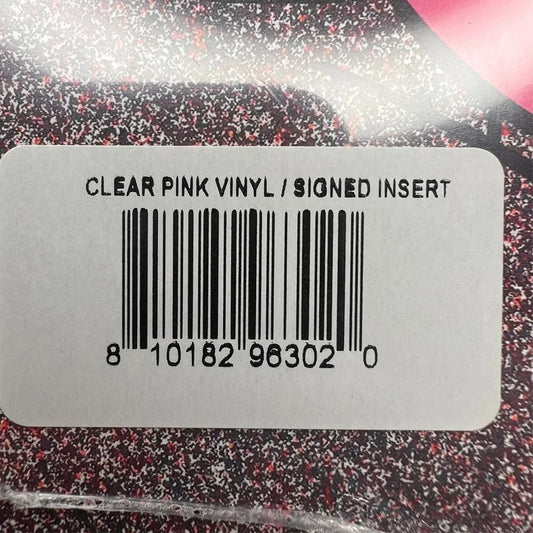 CLEAR PINK VINYL / SIGNED INSERT
8 10182 96302 0